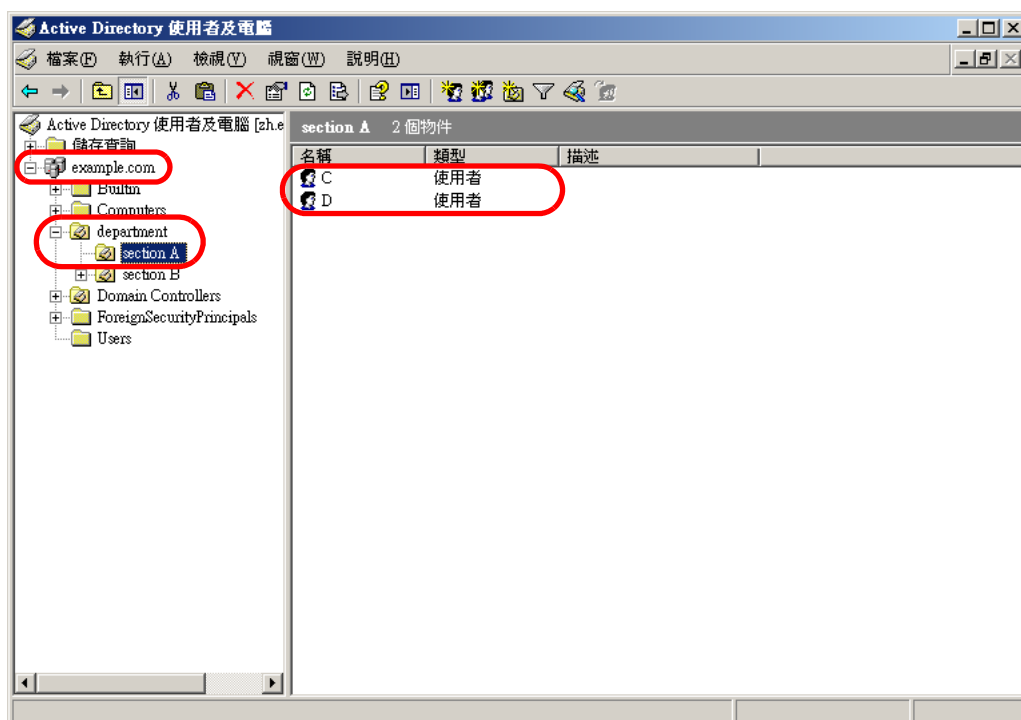 Active Directory 使用者及電腦
檔案(F) 執行(A) 檢視(V) 視窗(W) 說明(H)
Active Directory 使用者及電腦 [zh.e
儲存查詢
example.com
Builtin
Computers
department
section A
section B
Domain Controllers
ForeignSecurityPrincipals
Users
section A 2 個物件
名稱 類型 描述
C 使用者
D 使用者